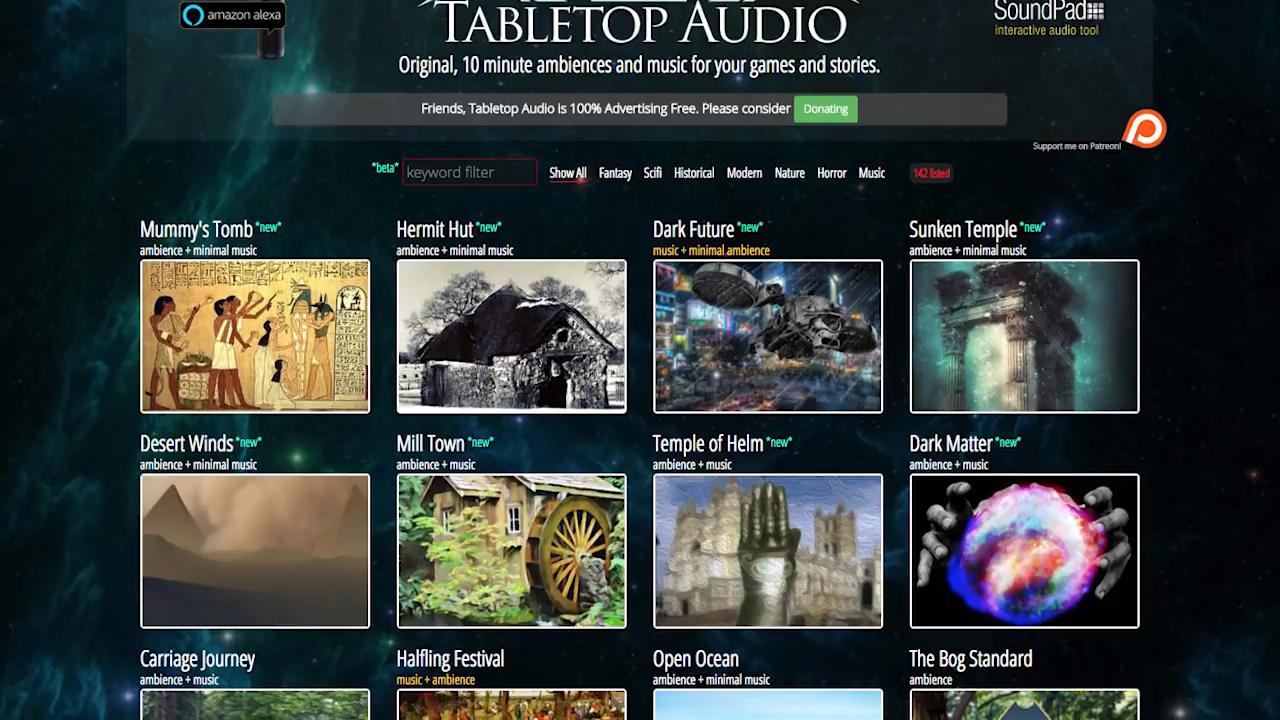 amazon alexa
TABLETOP AUDIO
SoundPad
interactive audio tool
Original, 10 minute ambiences and music for your games and stories.
Friends, Tabletop Audio is 100% Advertising Free. Please consider Donating
Support me on Patreon!
*beta* keyword filter Show All Fantasy Scifi Historical Modern Nature Horror Music 142 listed
Mummy's Tomb *new*
ambience + minimal music
Hermit Hut *new*
ambience + minimal music
Dark Future *new*
music + minimal ambience
Sunken Temple *new*
ambience + minimal music
Desert Winds *new*
ambience + minimal music
Mill Town *new*
ambience + music
Temple of Helm *new*
ambience + music
Dark Matter *new*
ambience + music
Carriage Journey
ambience + music
Halfling Festival
music + ambience
Open Ocean
ambience + minimal music
The Bog Standard
ambience